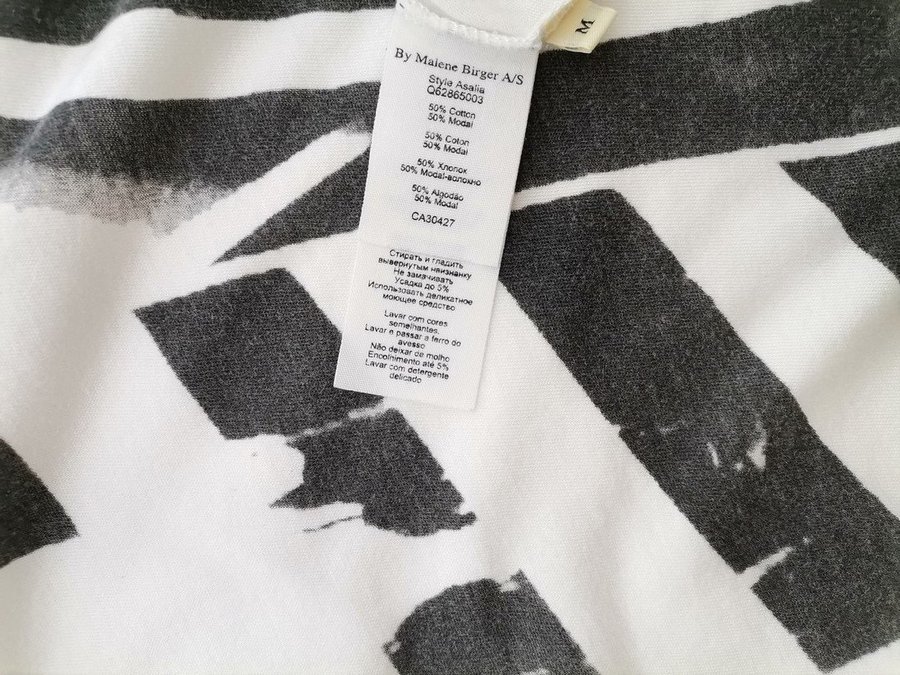 M
By Malene Birger A/S
Style Asalia
Q62865003
50% Cotton
50% Modal
50% Coton
50% Modal
50% Хлопок
50% Modal-волокно
50% Algodão
50% Modal
CA30427
Стирать и гладить
вывернутым наизнанку
Не замачивать
Усадка до 5%
Использовать деликатное
моющее средство
Lavar com cores
semelhantes.
Lavar e passar a ferro do
avesso
Não deixar de molho
Encolhimento até 5%
Lavar com detergente
delicado